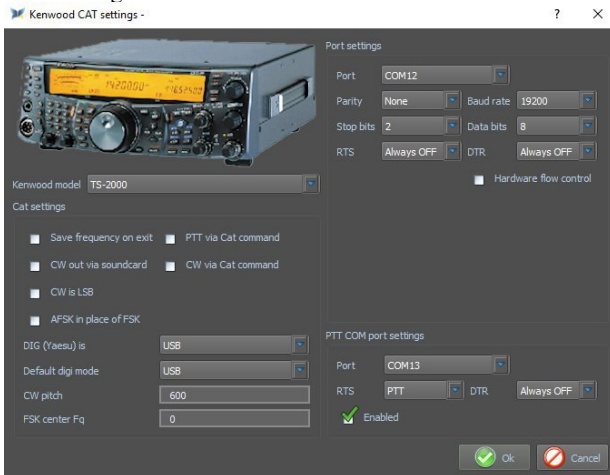 Kenwood CAT settings -
Port settings
Port COM12
Parity None Baud rate 19200
Stop bits 2 Data bits 8
RTS Always OFF DTR Always OFF
Hardware flow control
Kenwood model TS-2000
Cat settings
Save frequency on exit PTT via Cat command
CW out via soundcard CW via Cat command
CW is LSB
AFSK in place of FSK
DIG (Yaesu) is USB
Default digi mode USB
CW pitch 600
FSK center Fq 0
PTT COM port settings
Port COM13
RTS PTT DTR Always OFF
Enabled
Ok Cancel